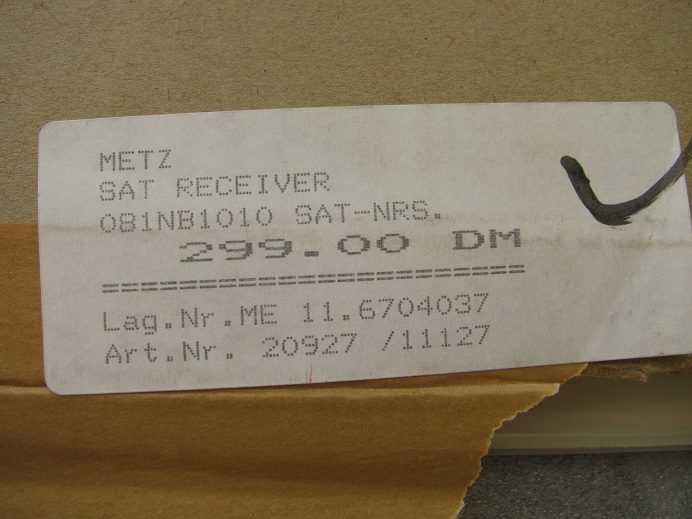 METZ
SAT RECEIVER
081NB1010 SAT-NRS.
299.00 DM
========================
Lag.Nr.ME 11.6704037
Art.Nr. 20927 /11127